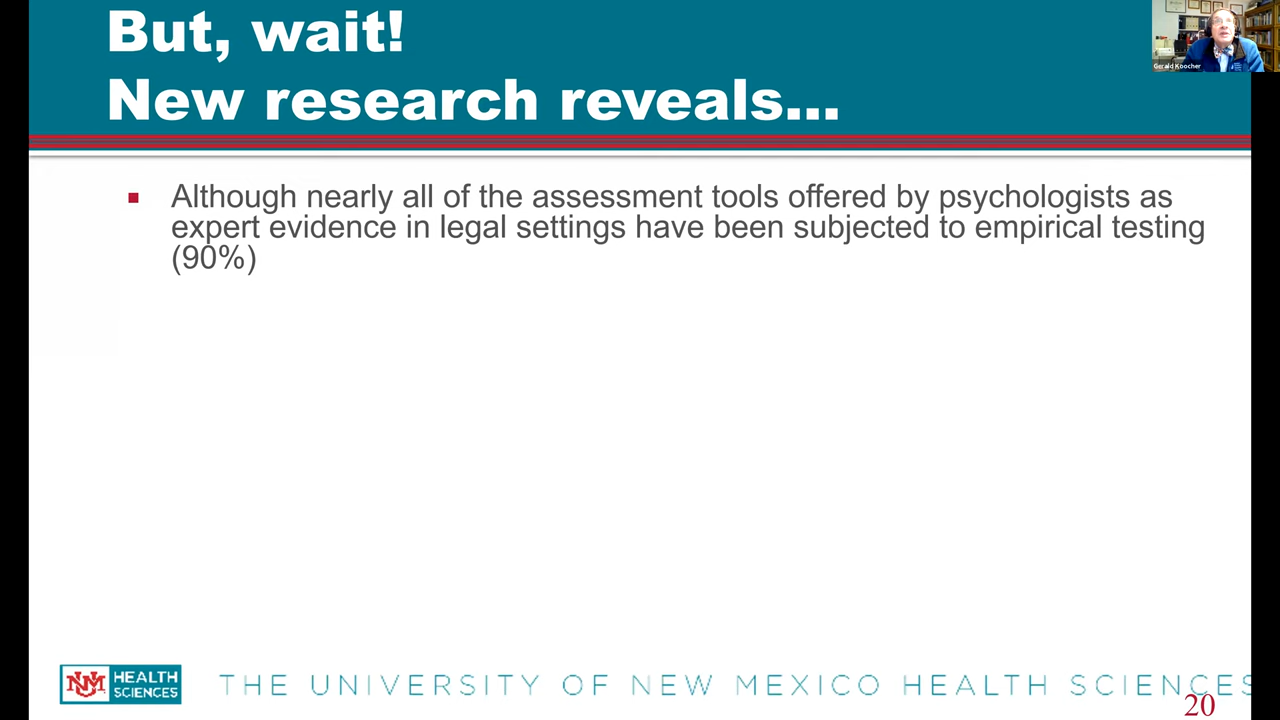 But, wait!
New research reveals...
Gerald Koocher
Although nearly all of the assessment tools offered by psychologists as
expert evidence in legal settings have been subjected to empirical testing
(90%)
UNM HEALTH
SCIENCES
THE UNIVERSITY OF NEW MEXICO HEALTH SCIENCES
20